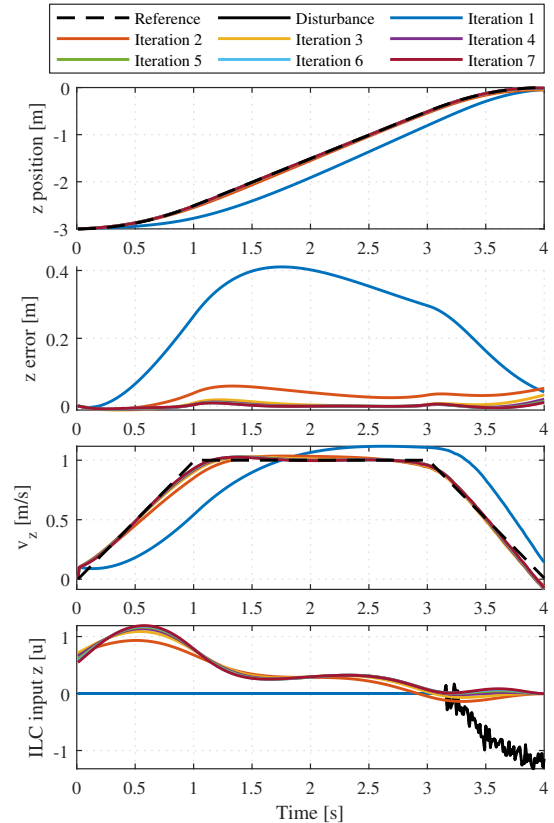 Reference Disturbance Iteration 1
Iteration 2 Iteration 3 Iteration 4
Iteration 5 Iteration 6 Iteration 7
z position [m]
0
-1
-2
-3
0 0.5 1 1.5 2 2.5 3 3.5 4
z error [m]
0.4
0.2
0
0 0.5 1 1.5 2 2.5 3 3.5 4
v_z [m/s]
1
0.5
0
0 0.5 1 1.5 2 2.5 3 3.5 4
ILC input z [u]
1
0
-1
0 0.5 1 1.5 2 2.5 3 3.5 4
Time [s]